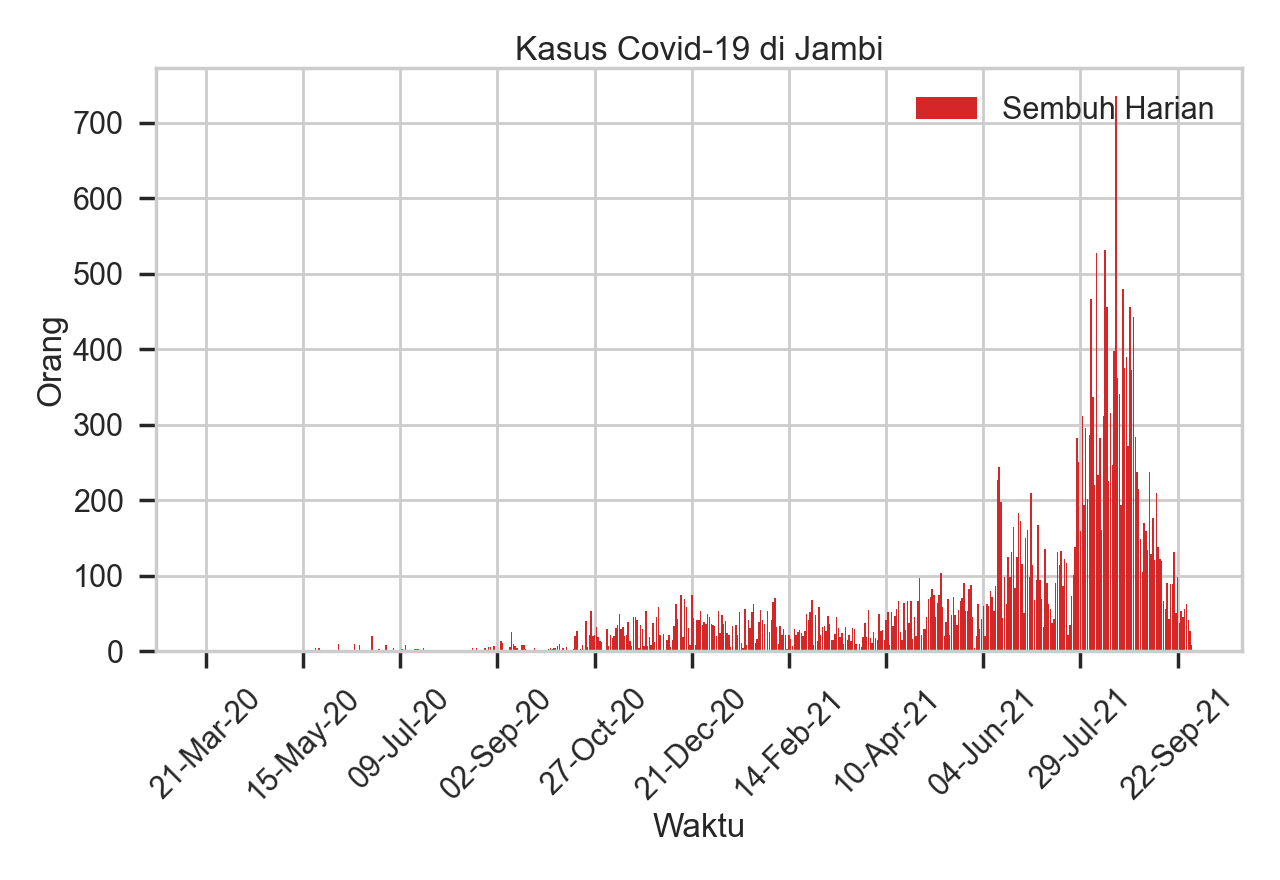 Kasus Covid-19 di Jambi
Sembuh Harian
Orang
700
600
500
400
300
200
100
0
21-Mar-20
15-May-20
09-Jul-20
02-Sep-20
27-Oct-20
21-Dec-20
14-Feb-21
10-Apr-21
04-Jun-21
29-Jul-21
22-Sep-21
Waktu